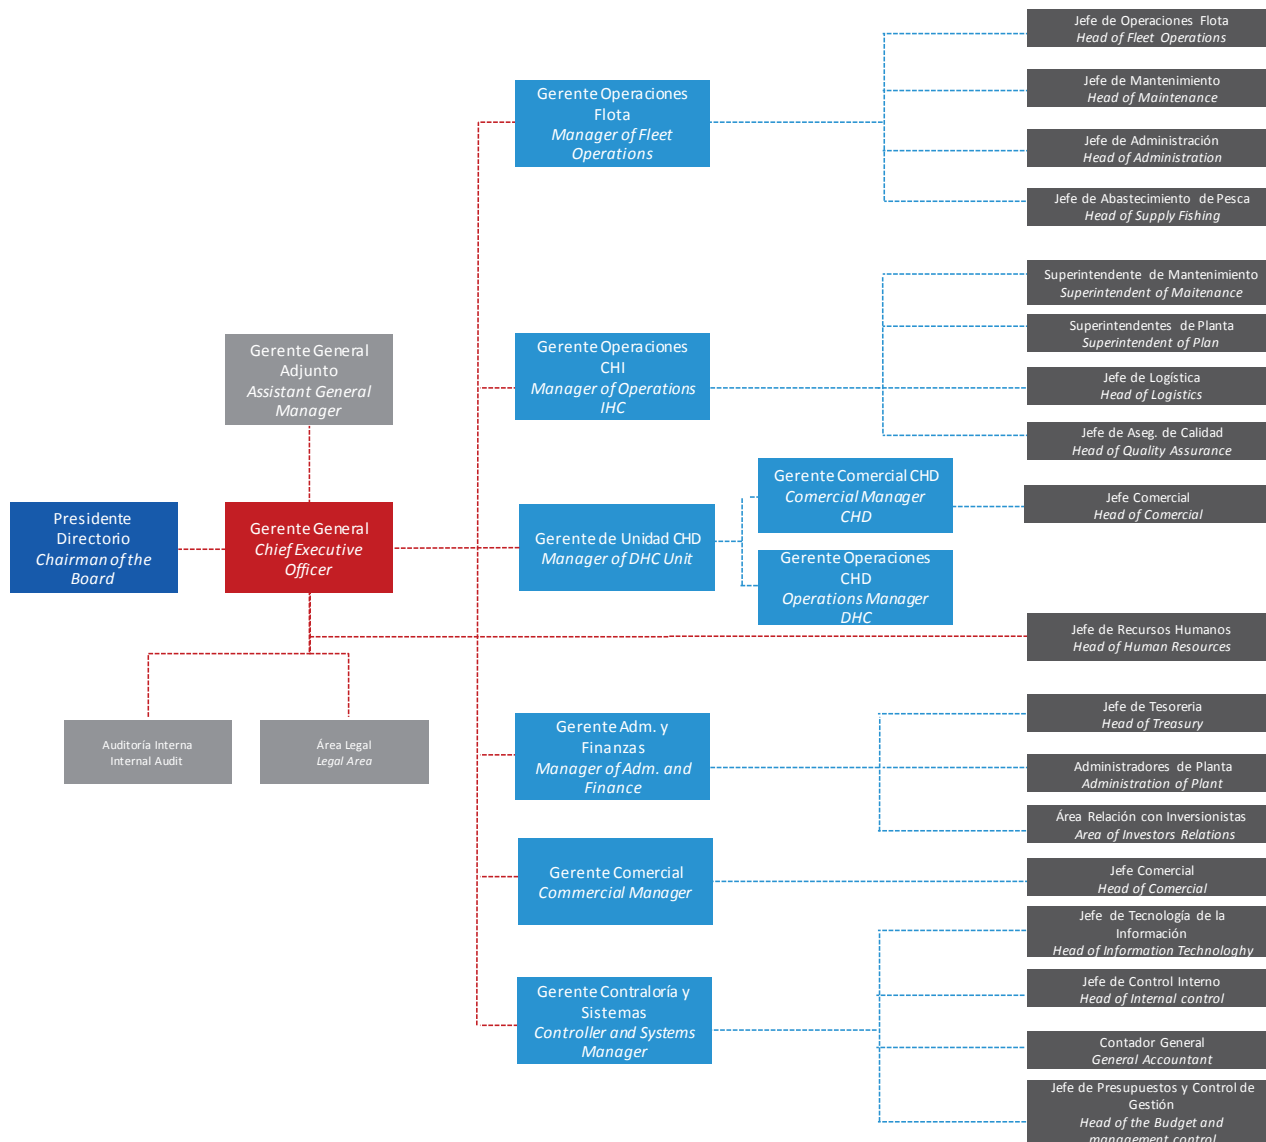 Jefe de Operaciones Flota
Head of Fleet Operations
Jefe de Mantenimiento
Head of Maintenance
Jefe de Administración
Head of Administration
Jefe de Abastecimiento de Pesca
Head of Supply Fishing
Gerente Operaciones
Flota
Manager of Fleet
Operations
Superintendente de Mantenimiento
Superintendent of Maitenance
Superintendentes de Planta
Superintendent of Plan
Jefe de Logística
Head of Logistics
Jefe de Aseg. de Calidad
Head of Quality Assurance
Gerente Operaciones
CHI
Manager of Operations
IHC
Gerente General
Adjunto
Assistant General
Manager
Presidente
Directorio
Chairman of the
Board
Gerente General
Chief Executive
Officer
Gerente de Unidad CHD
Manager of DHC Unit
Gerente Comercial CHD
Comercial Manager
CHD
Gerente Operaciones
CHD
Operations Manager
DHC
Jefe Comercial
Head of Comercial
Jefe de Recursos Humanos
Head of Human Resources
Auditoría Interna
Internal Audit
Área Legal
Legal Area
Gerente Adm. y
Finanzas
Manager of Adm. and
Finance
Jefe de Tesoreria
Head of Treasury
Administradores de Planta
Administration of Plant
Área Relación con Inversionistas
Area of Investors Relations
Gerente Comercial
Commercial Manager
Jefe Comercial
Head of Comercial
Gerente Contraloría y
Sistemas
Controller and Systems
Manager
Jefe de Tecnología de la
Información
Head of Information Technologhy
Jefe de Control Interno
Head of Internal control
Contador General
General Accountant
Jefe de Presupuestos y Control de
Gestión
Head of the Budget and
management control